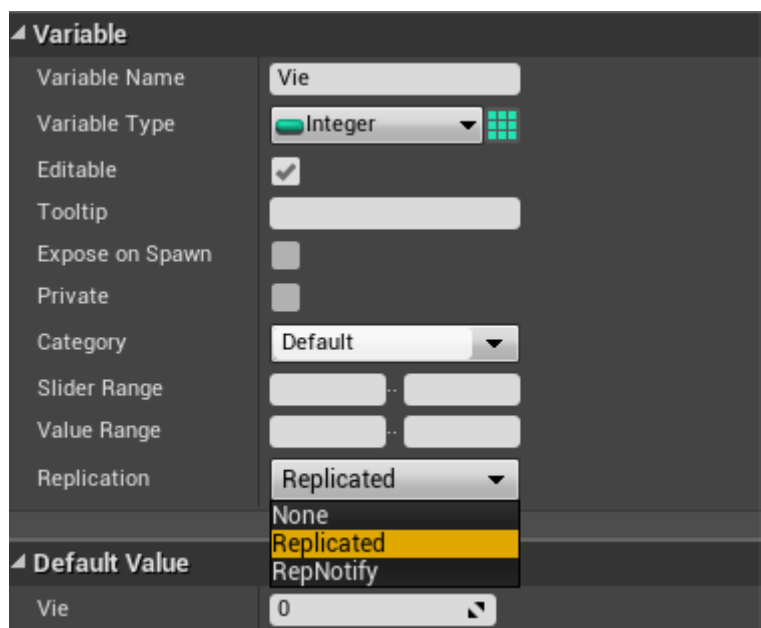 Variable
Variable Name Vie
Variable Type Integer
Editable
Tooltip
Expose on Spawn
Private
Category Default
Slider Range ..
Value Range ..
Replication Replicated
None
Replicated
RepNotify
Default Value
Vie 0